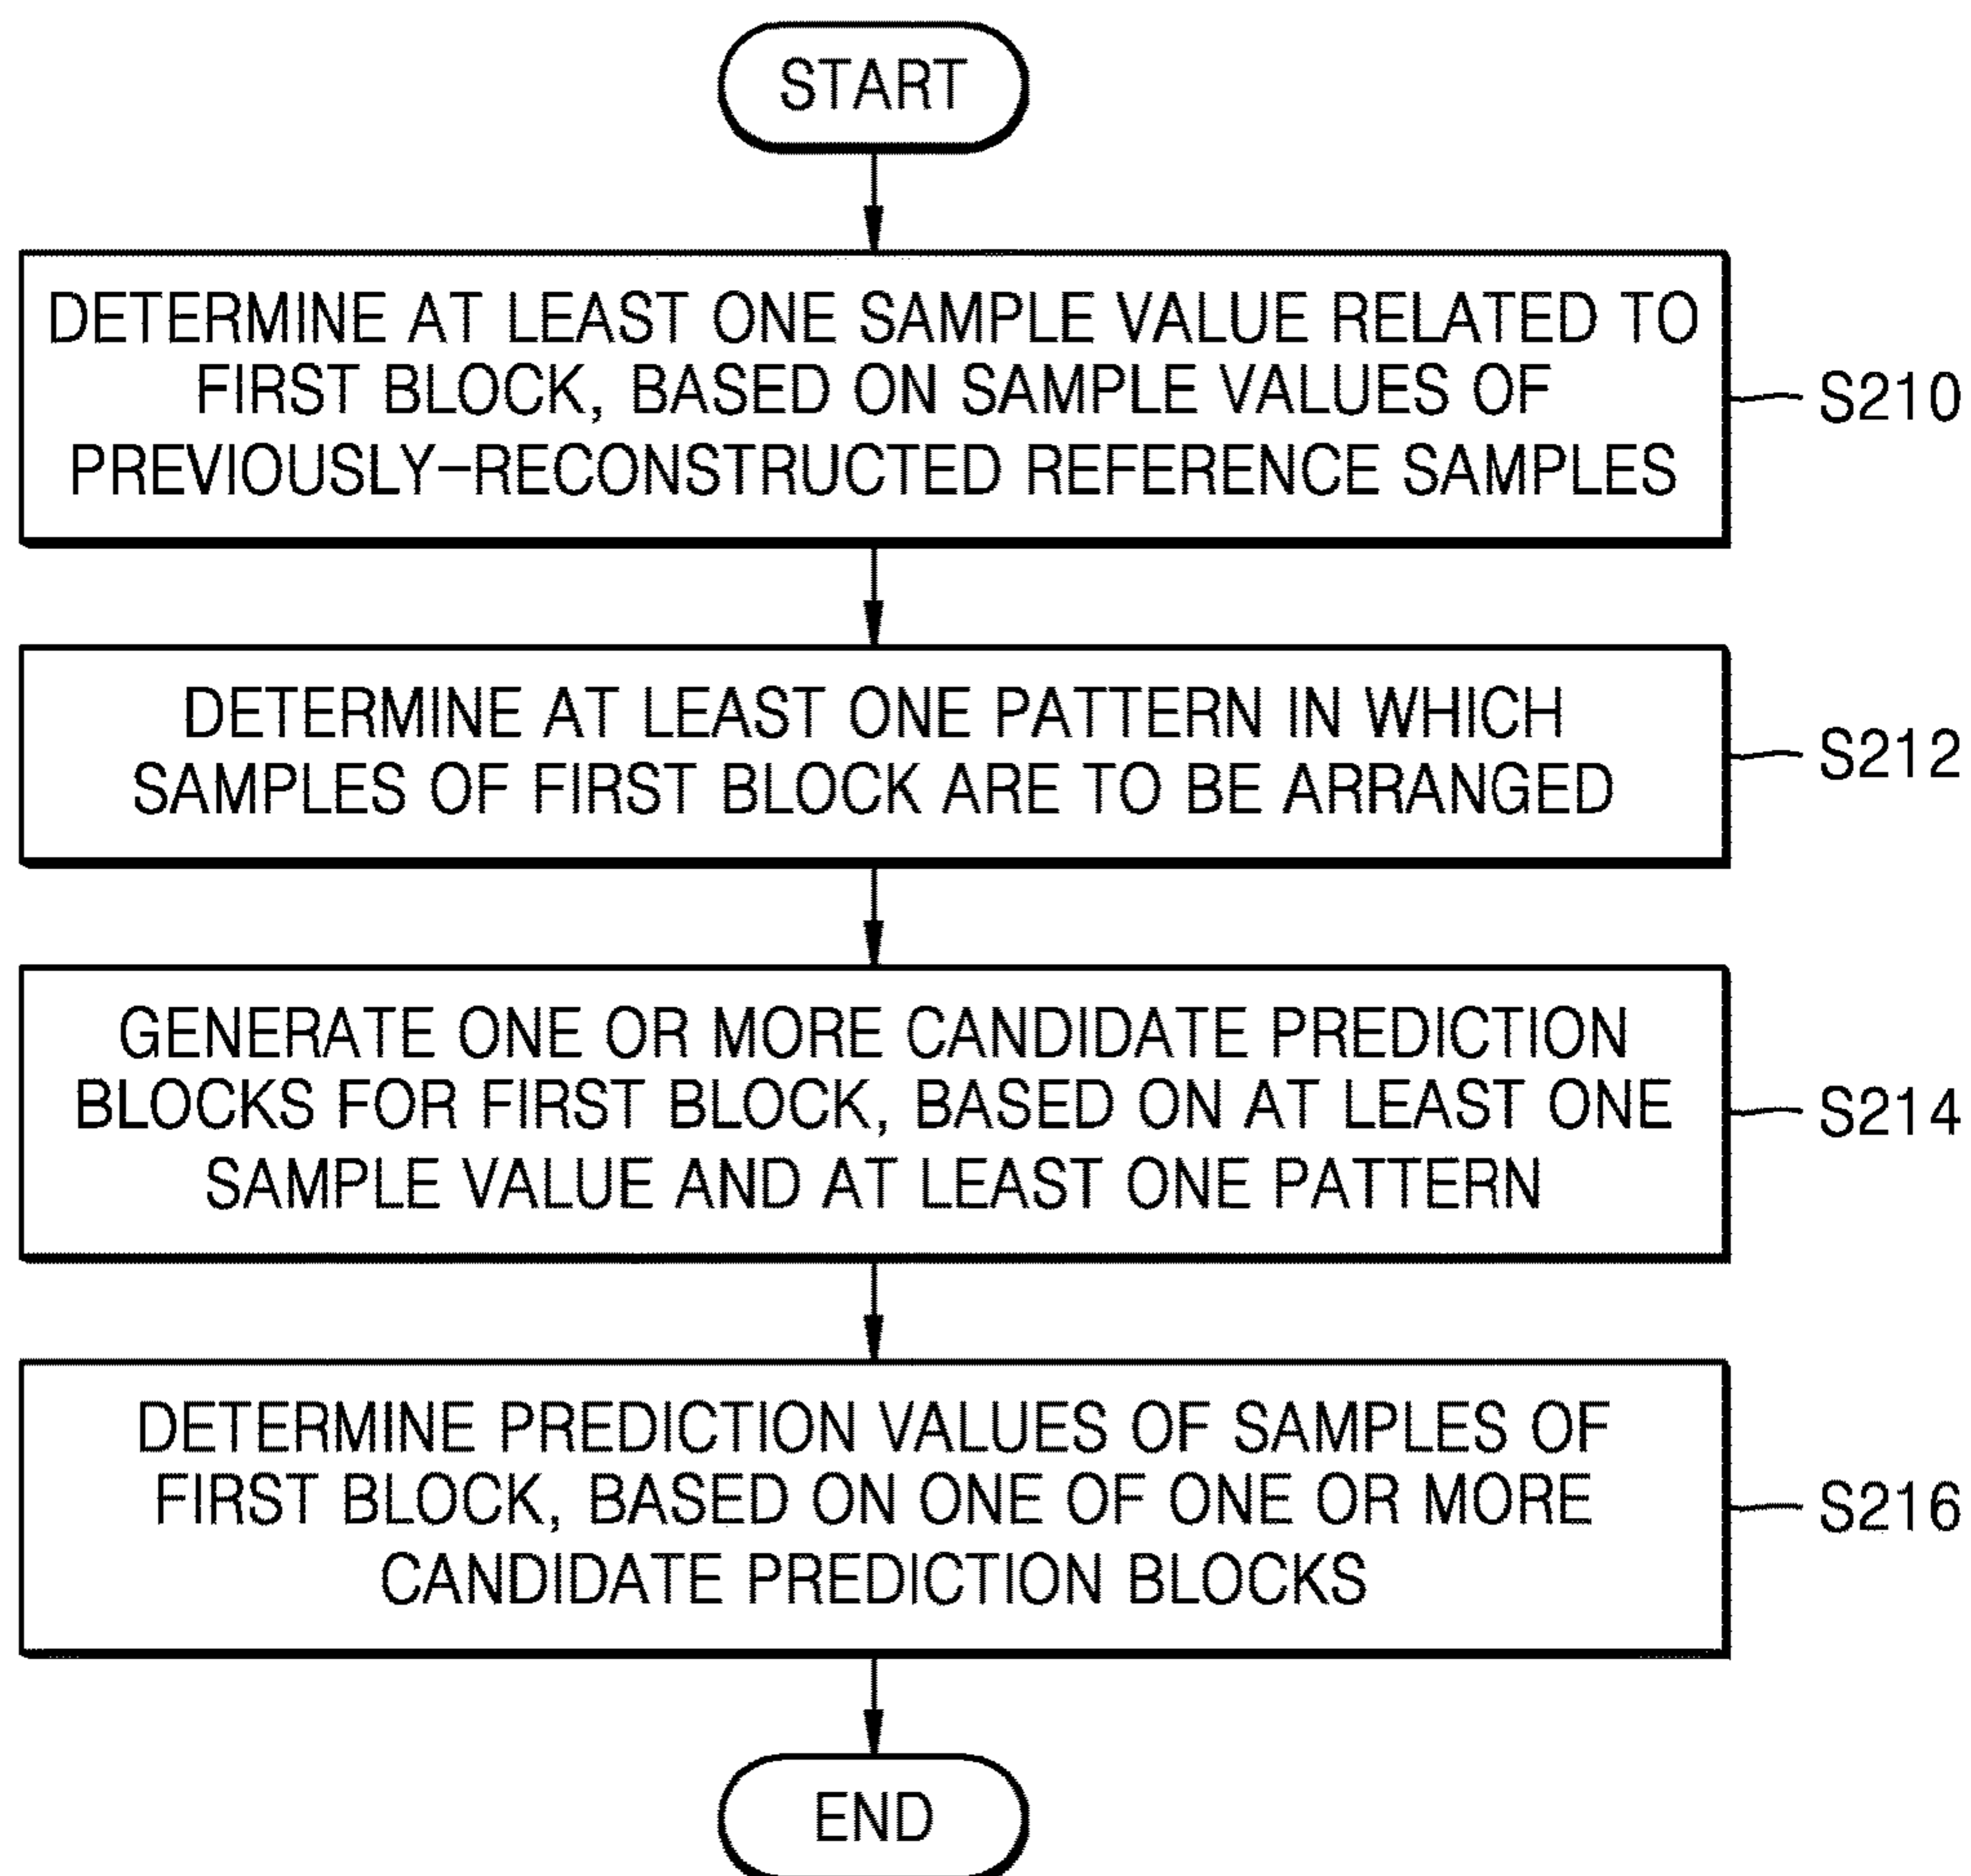 START
DETERMINE AT LEAST ONE SAMPLE VALUE RELATED TO
FIRST BLOCK, BASED ON SAMPLE VALUES OF
PREVIOUSLY-RECONSTRUCTED REFERENCE SAMPLES
S210
DETERMINE AT LEAST ONE PATTERN IN WHICH
SAMPLES OF FIRST BLOCK ARE TO BE ARRANGED
S212
GENERATE ONE OR MORE CANDIDATE PREDICTION
BLOCKS FOR FIRST BLOCK, BASED ON AT LEAST ONE
SAMPLE VALUE AND AT LEAST ONE PATTERN
S214
DETERMINE PREDICTION VALUES OF SAMPLES OF
FIRST BLOCK, BASED ON ONE OF ONE OR MORE
CANDIDATE PREDICTION BLOCKS
S216
END